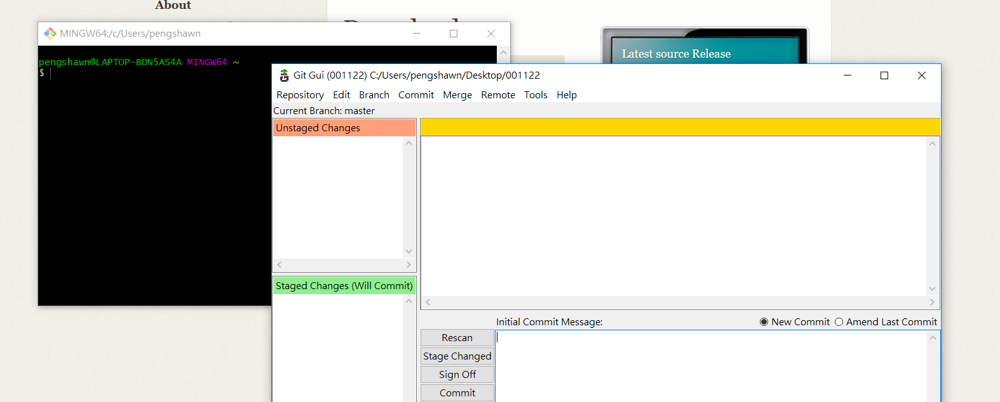 About
MINGW64:/c/Users/pengshawn
pengshawn@LAPTOP-BDN5AS4A MINGW64 ~
$
Latest source Release
Git Gui (001122) C:/Users/pengshawn/Desktop/001122
Repository Edit Branch Commit Merge Remote Tools Help
Current Branch: master
Unstaged Changes
Staged Changes (Will Commit)
Initial Commit Message:
New Commit
Amend Last Commit
Rescan
Stage Changed
Sign Off
Commit